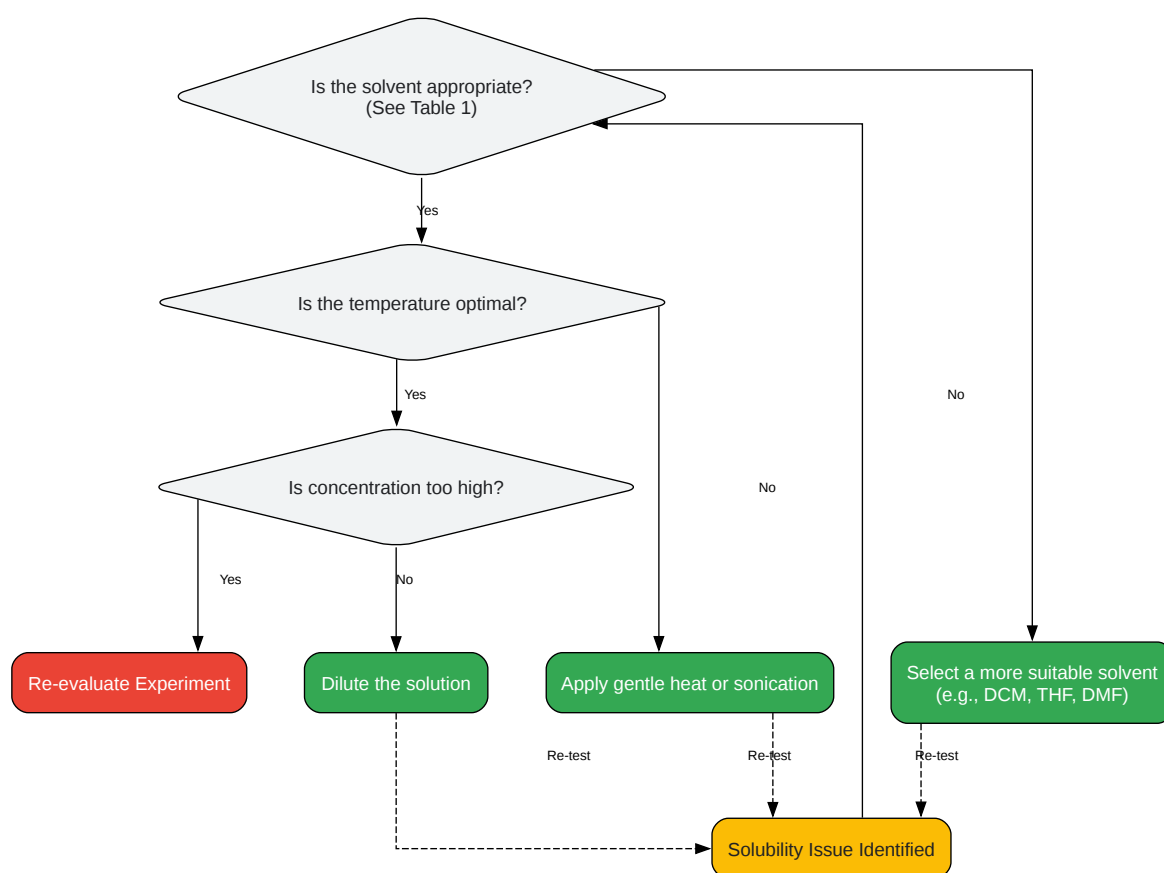 Is the solvent appropriate?
(See Table 1)
Yes
Is the temperature optimal?
Yes
No
Is concentration too high?
No
Yes
No
Re-evaluate Experiment
Dilute the solution
Apply gentle heat or sonication
Select a more suitable solvent
(e.g., DCM, THF, DMF)
Re-test
Re-test
Re-test
Solubility Issue Identified